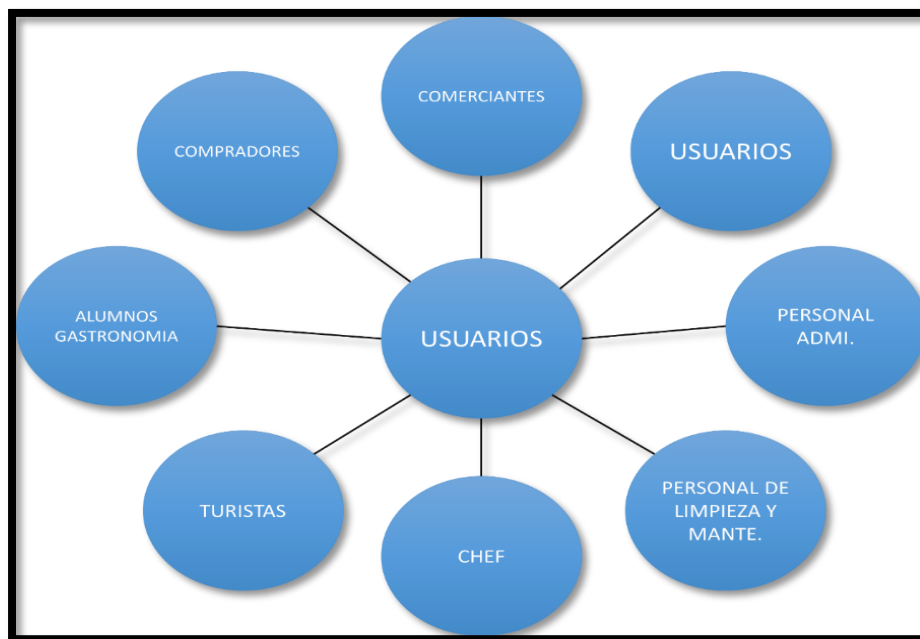 COMERCIANTES
COMPRADORES
USUARIOS
ALUMNOS
GASTRONOMIA
USUARIOS
PERSONAL
ADMI.
TURISTAS
CHEF
PERSONAL DE
LIMPIEZA Y
MANTE.